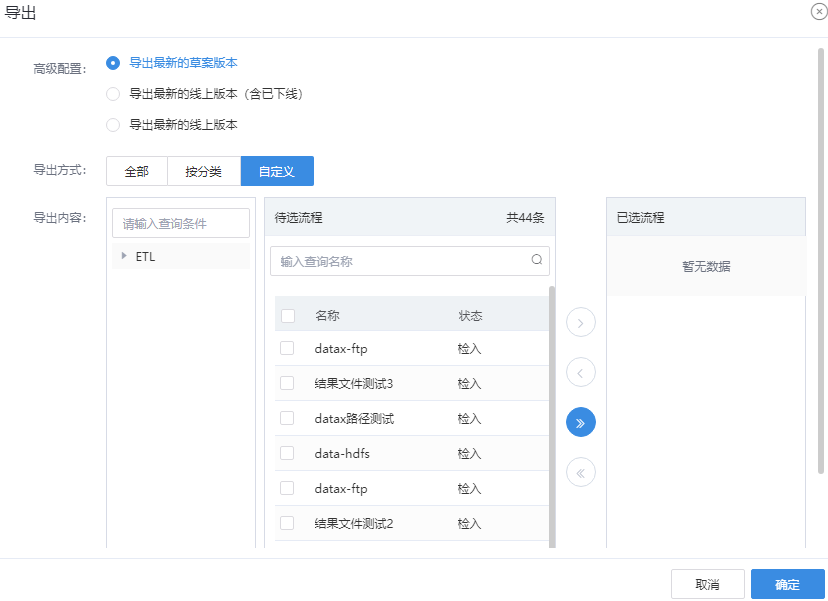 导出
高级配置:
导出最新的草案版本
导出最新的线上版本（含已下线）
导出最新的线上版本
导出方式:
全部
按分类
自定义
导出内容:
请输入查询条件
ETL
待选流程
共44条
输入查询名称
名称
状态
datax-ftp
检入
结果文件测试3
检入
datax路径测试
检入
data-hdfs
检入
datax-ftp
检入
结果文件测试2
检入
已选流程
暂无数据
取消
确定